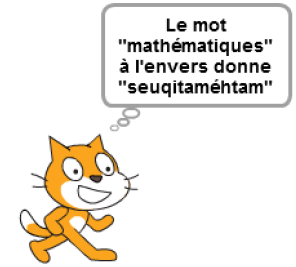 Le mot
"mathématiques"
à l'envers donne
"seuqitaméhtam"